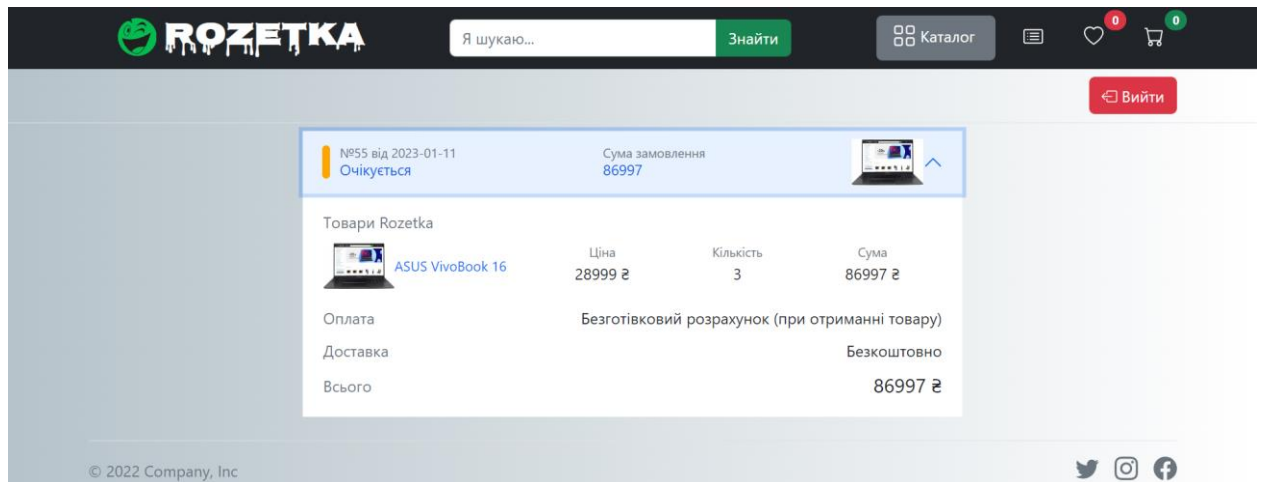 ROZETKA
Я шукаю...
Знайти
Каталог
0
0
Вийти
№55 від 2023-01-11
Очікується
Сума замовлення
86997
Товари Rozetka
ASUS VivoBook 16
Ціна
28999 ₴
Кількість
3
Сума
86997 ₴
Оплата
Безготівковий розрахунок (при отриманні товару)
Доставка
Безкоштовно
Всього
86997 ₴
© 2022 Company, Inc